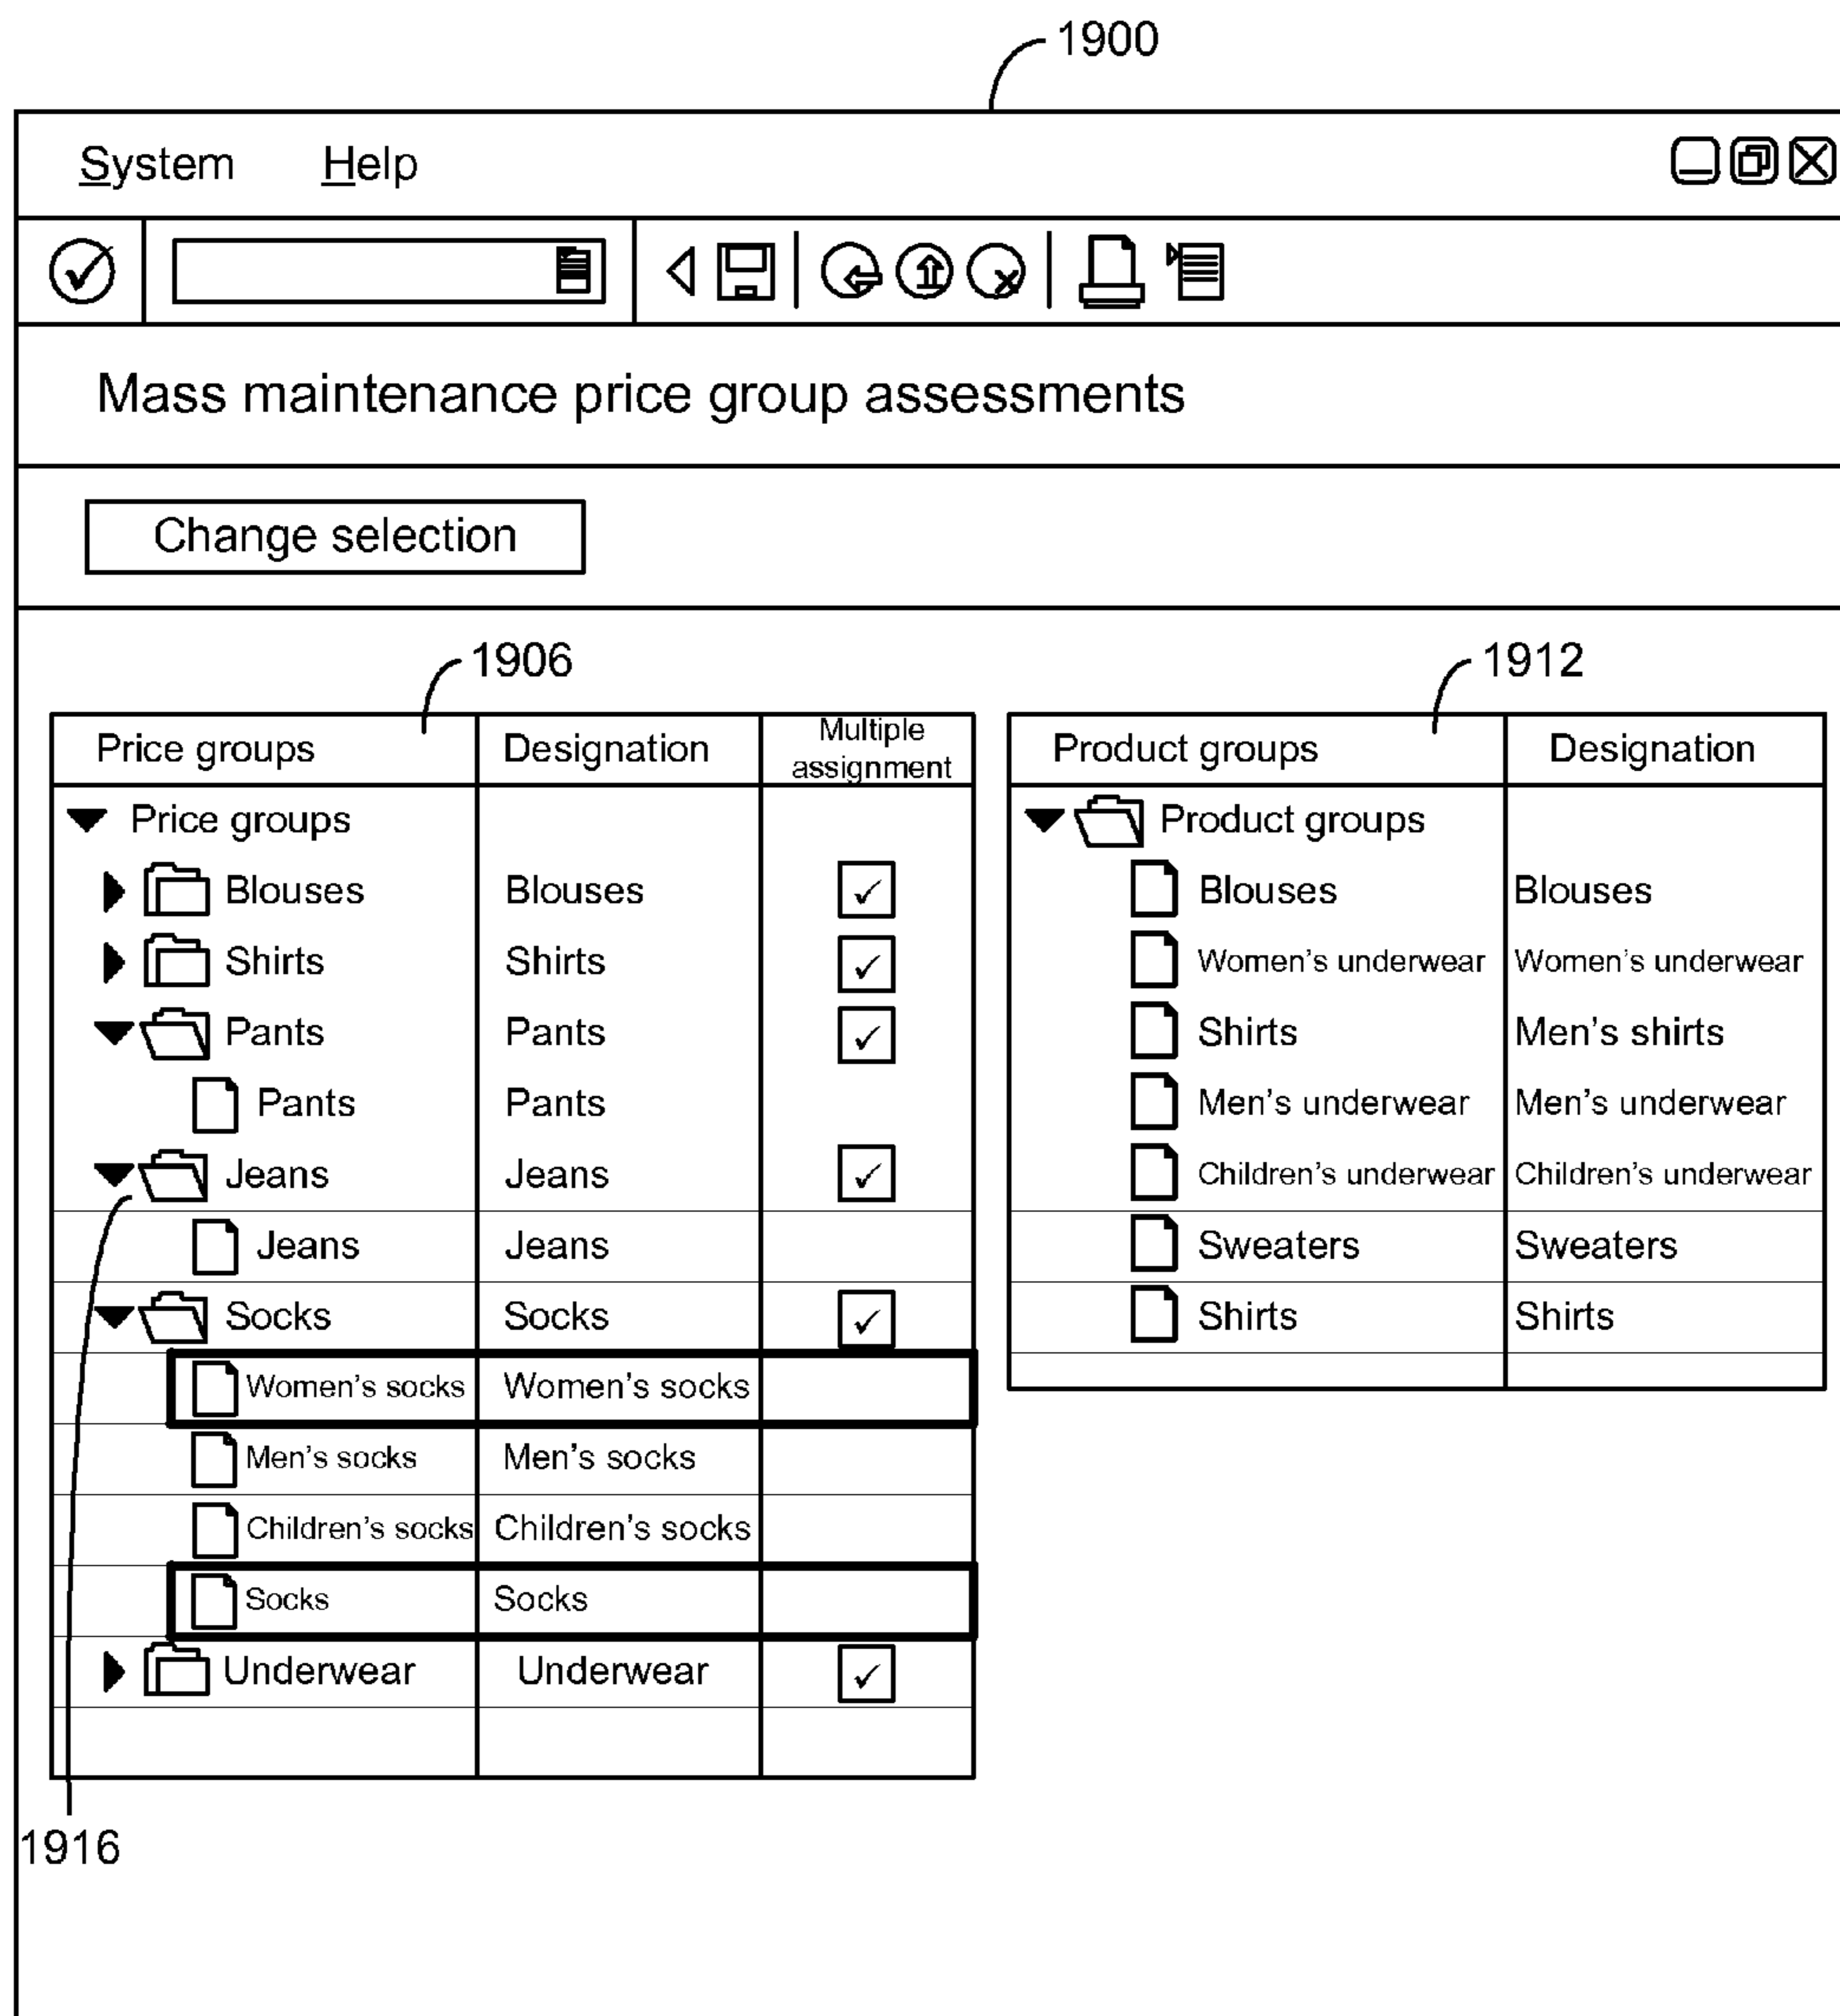 1900
System Help
Mass maintenance price group assessments
Change selection
1906
1912
Price groups Designation Multiple assignment
Price groups
Blouses Blouses
Shirts Shirts
Pants Pants
Pants Pants
Jeans Jeans
Jeans Jeans
Socks Socks
Women's socks Women's socks
Men's socks Men's socks
Children's socks Children's socks
Socks Socks
Underwear Underwear
Product groups Designation
Product groups
Blouses Blouses
Women's underwear Women's underwear
Shirts Men's shirts
Men's underwear Men's underwear
Children's underwear Children's underwear
Sweaters Sweaters
Shirts Shirts
1916